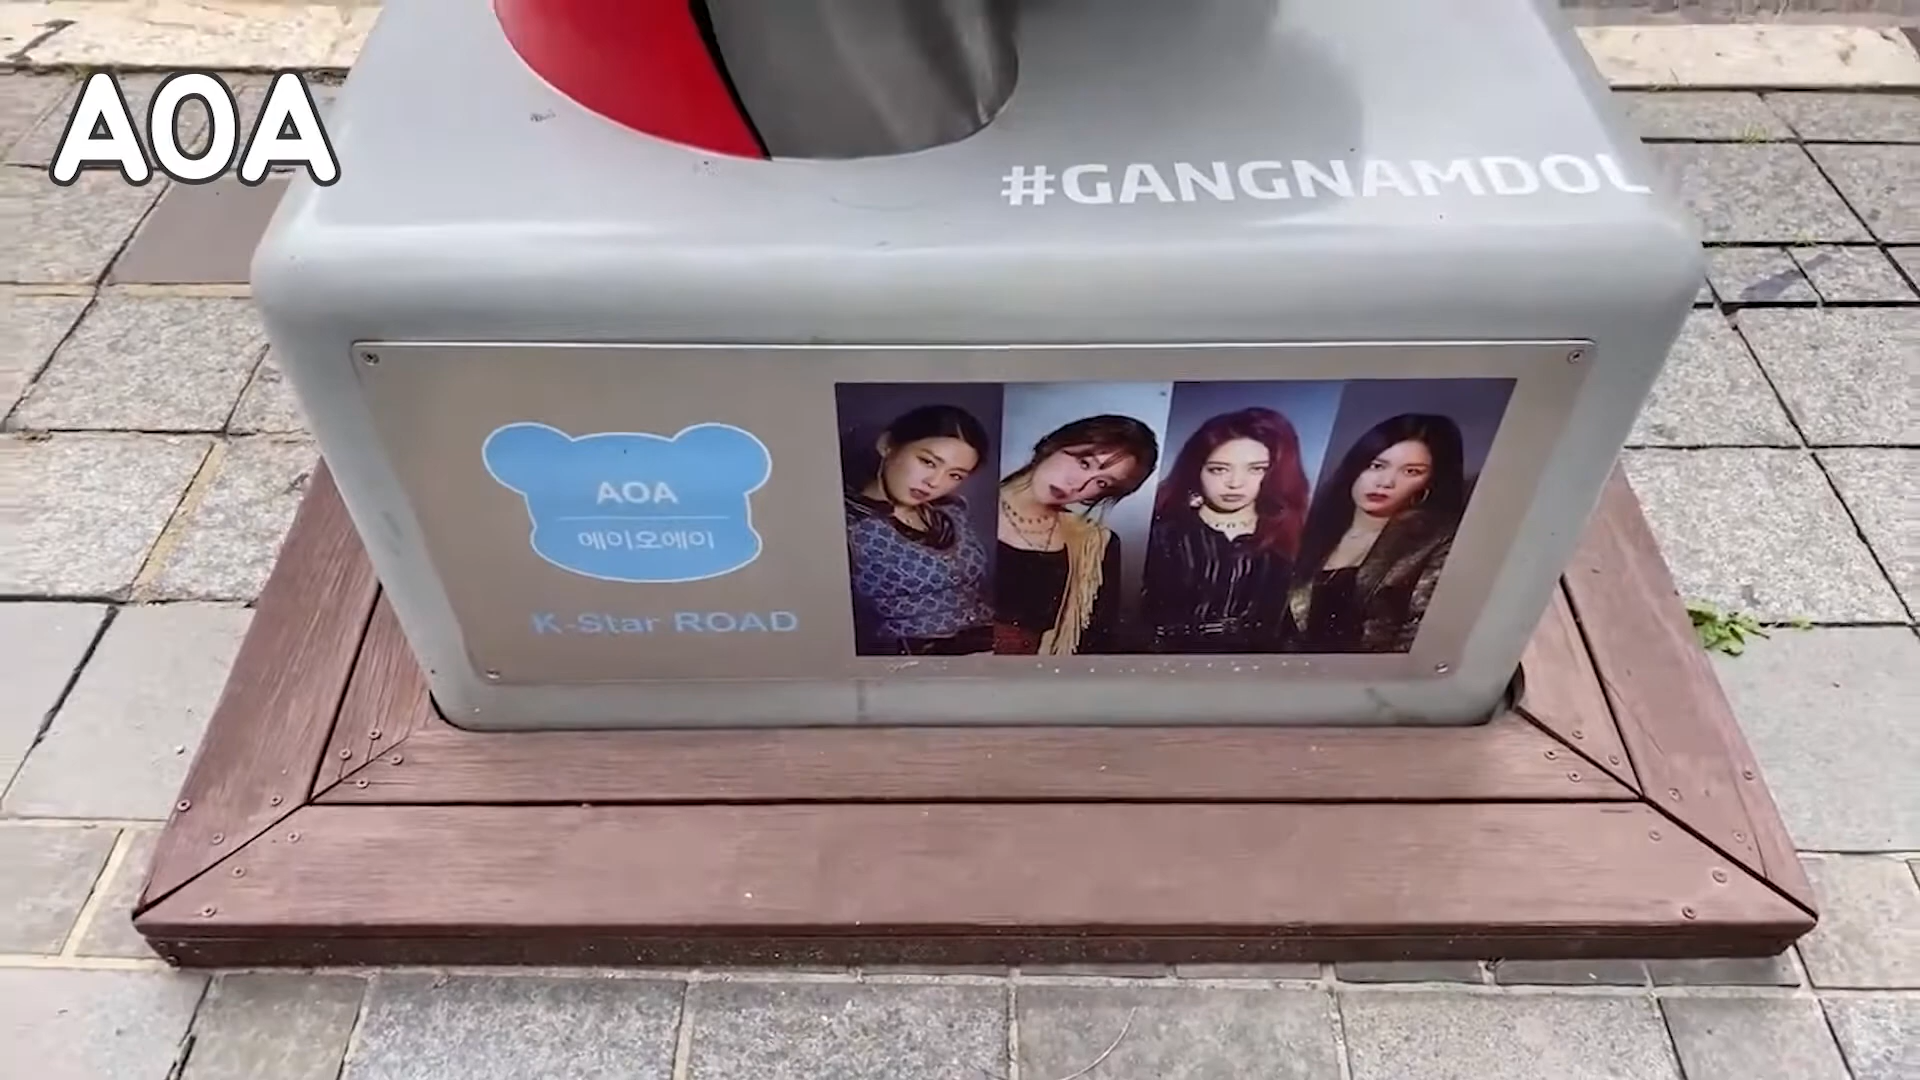 AOA
#GANGNAMDOL
AOA
에이오에이
K-Star ROAD